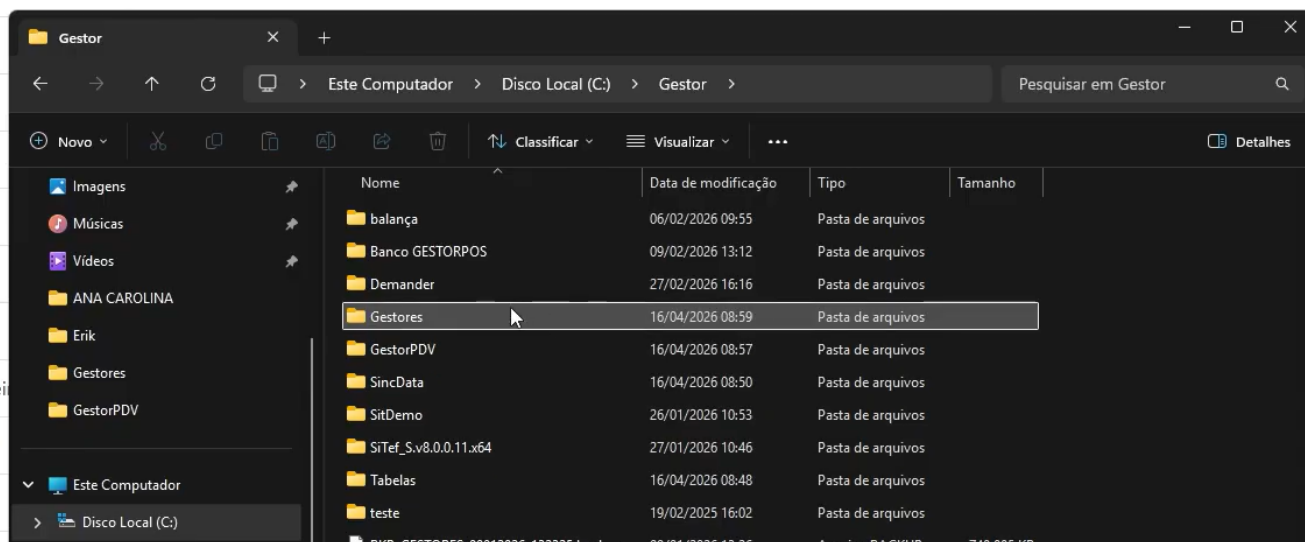 Gestor
Este Computador > Disco Local (C:) > Gestor >
Pesquisar em Gestor
Novo
Classificar
Visualizar
Detalhes
Imagens
Músicas
Vídeos
ANA CAROLINA
Erik
Gestores
GestorPDV
Este Computador
Disco Local (C:)
Nome Data de modificação Tipo Tamanho
balança 06/02/2026 09:55 Pasta de arquivos
Banco GESTORPOS 09/02/2026 13:12 Pasta de arquivos
Demander 27/02/2026 16:16 Pasta de arquivos
Gestores 16/04/2026 08:59 Pasta de arquivos
GestorPDV 16/04/2026 08:57 Pasta de arquivos
SincData 16/04/2026 08:50 Pasta de arquivos
SitDemo 26/01/2026 10:53 Pasta de arquivos
SiTef_S.v8.0.0.11.x64 27/01/2026 10:46 Pasta de arquivos
Tabelas 16/04/2026 08:48 Pasta de arquivos
teste 19/02/2025 16:02 Pasta de arquivos